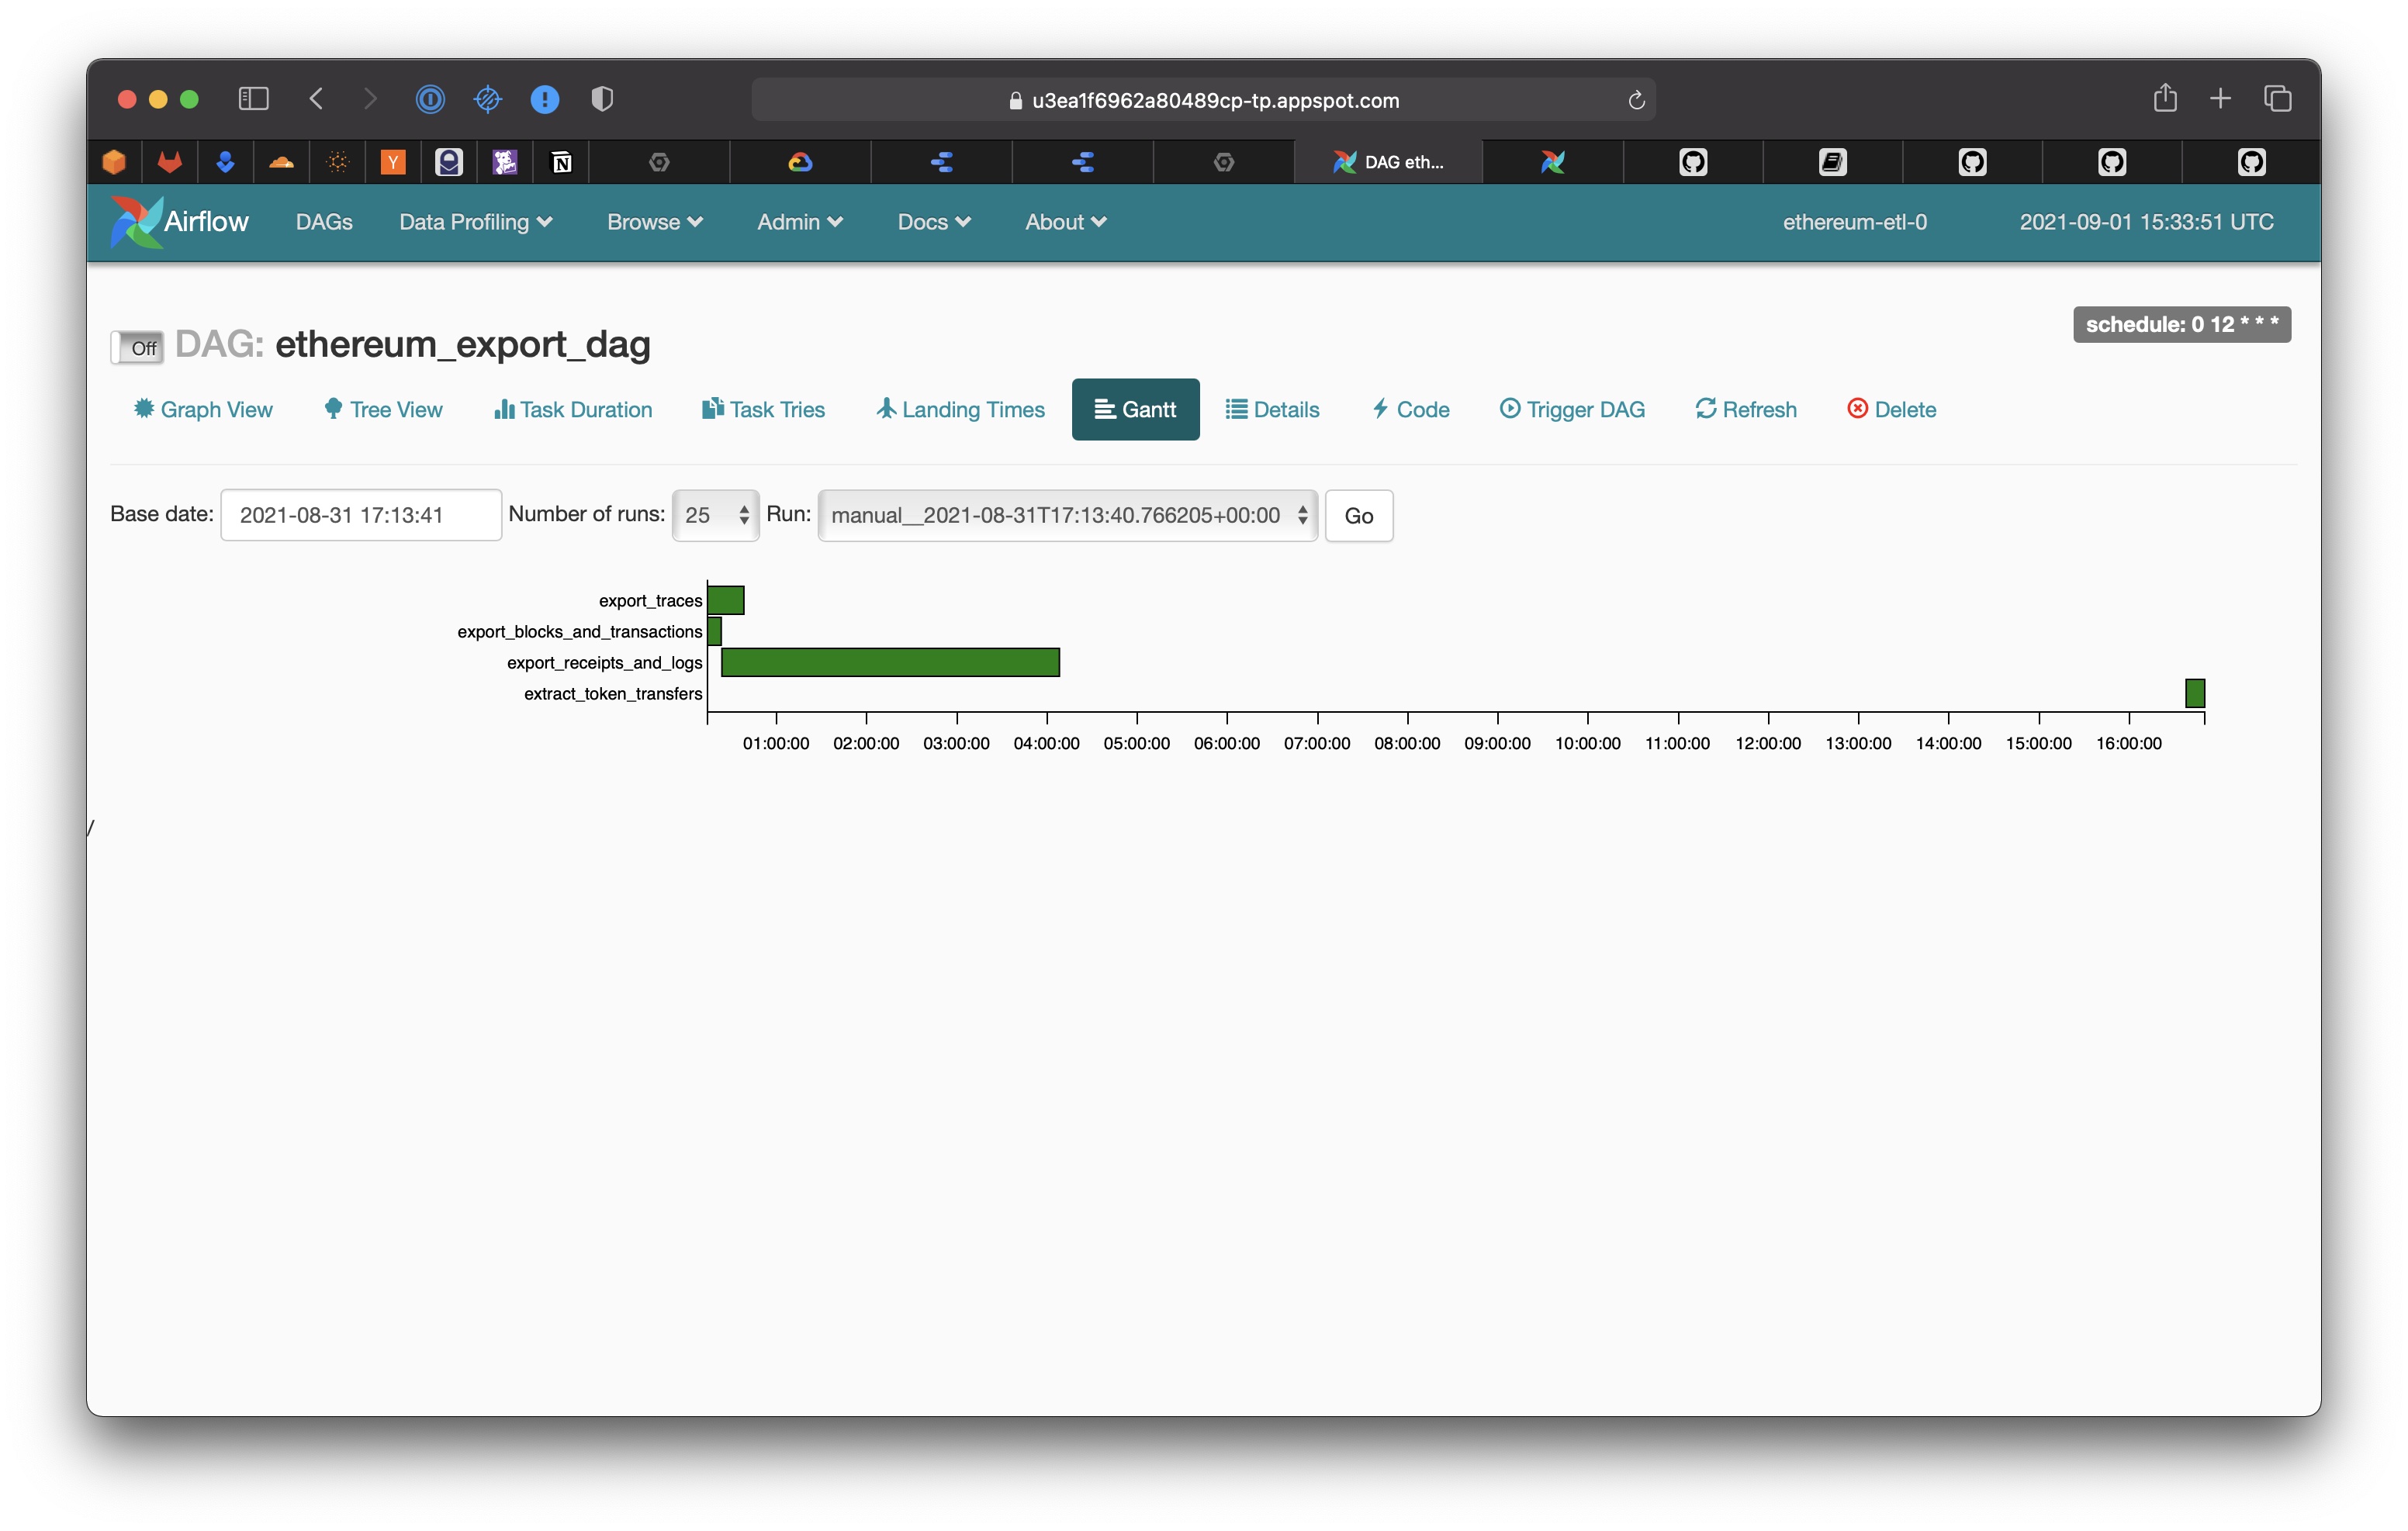 u3ea1f6962a80489cp-tp.appspot.com
Y N DAG eth...
Airflow DAGs Data Profiling Browse Admin Docs About ethereum-etl-0 2021-09-01 15:33:51 UTC
schedule: 0 12 * * *
Off DAG: ethereum_export_dag
Graph View Tree View Task Duration Task Tries Landing Times Gantt Details Code Trigger DAG Refresh Delete
Base date: 2021-08-31 17:13:41 Number of runs: 25 Run: manual__2021-08-31T17:13:40.766205+00:00 Go
export_traces
export_blocks_and_transactions
export_receipts_and_logs
extract_token_transfers
01:00:00 02:00:00 03:00:00 04:00:00 05:00:00 06:00:00 07:00:00 08:00:00 09:00:00 10:00:00 11:00:00 12:00:00 13:00:00 14:00:00 15:00:00 16:00:00
/